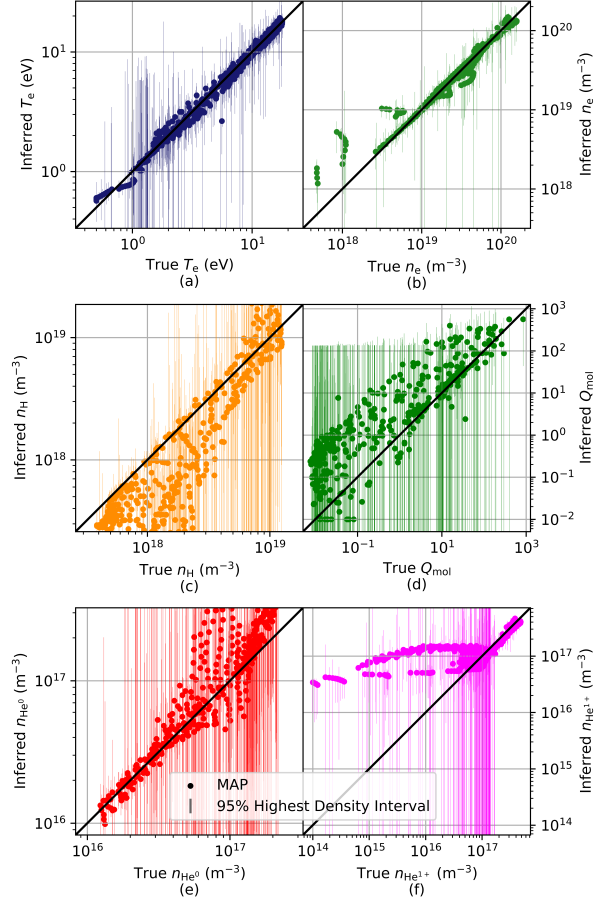 10¹
10⁰
Inferred Tₑ (eV)
10⁰ 10¹
True Tₑ (eV)
(a)
10²⁰
10¹⁹
10¹⁸
Inferred nₑ (m⁻³)
10¹⁸ 10¹⁹ 10²⁰
True nₑ (m⁻³)
(b)
10¹⁹
10¹⁸
Inferred n_H (m⁻³)
10¹⁸ 10¹⁹
True n_H (m⁻³)
(c)
10³
10²
10¹
10⁰
10⁻¹
10⁻²
Inferred Q_mol
10⁻¹ 10¹ 10³
True Q_mol
(d)
10¹⁷
10¹⁶
Inferred n_He⁰ (m⁻³)
10¹⁶ 10¹⁷
True n_He⁰ (m⁻³)
(e)
MAP
95% Highest Density Interval
10¹⁷
10¹⁶
10¹⁵
10¹⁴
Inferred n_He¹⁺ (m⁻³)
10¹⁴ 10¹⁵ 10¹⁶ 10¹⁷
True n_He¹⁺ (m⁻³)
(f)